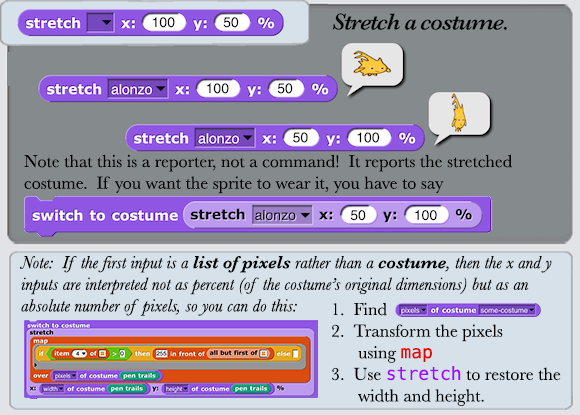 stretch x: 100 y: 50 %
Stretch a costume.
stretch alonzo x: 100 y: 50 %
stretch alonzo x: 50 y: 100 %
Note that this is a reporter, not a command! It reports the stretched
costume. If you want the sprite to wear it, you have to say
switch to costume stretch alonzo x: 50 y: 100 %
Note: If the first input is a list of pixels rather than a costume, then the x and y
inputs are interpreted not as percent (of the costume's original dimensions) but as an
absolute number of pixels, so you can do this:
switch to costume
stretch
map
if item 4 of > 0 then 255 in front of all but first of else
over pixels of costume pen trails
x: width of costume pen trails y: height of costume pen trails %
1. Find pixels of costume some-costume
2. Transform the pixels
using map
3. Use stretch to restore the
width and height.